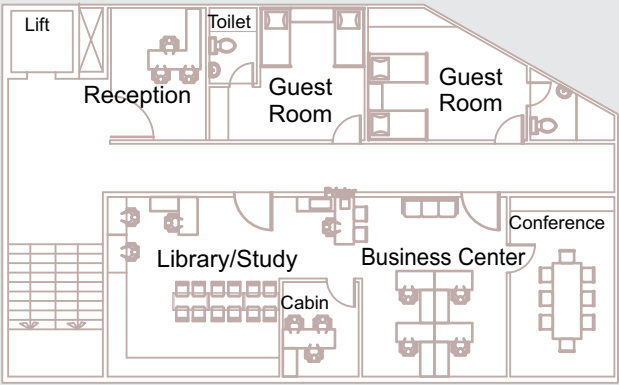 Lift
Toilet
Reception
Guest
Room
Guest
Room
Conference
Library/Study
Business Center
Cabin